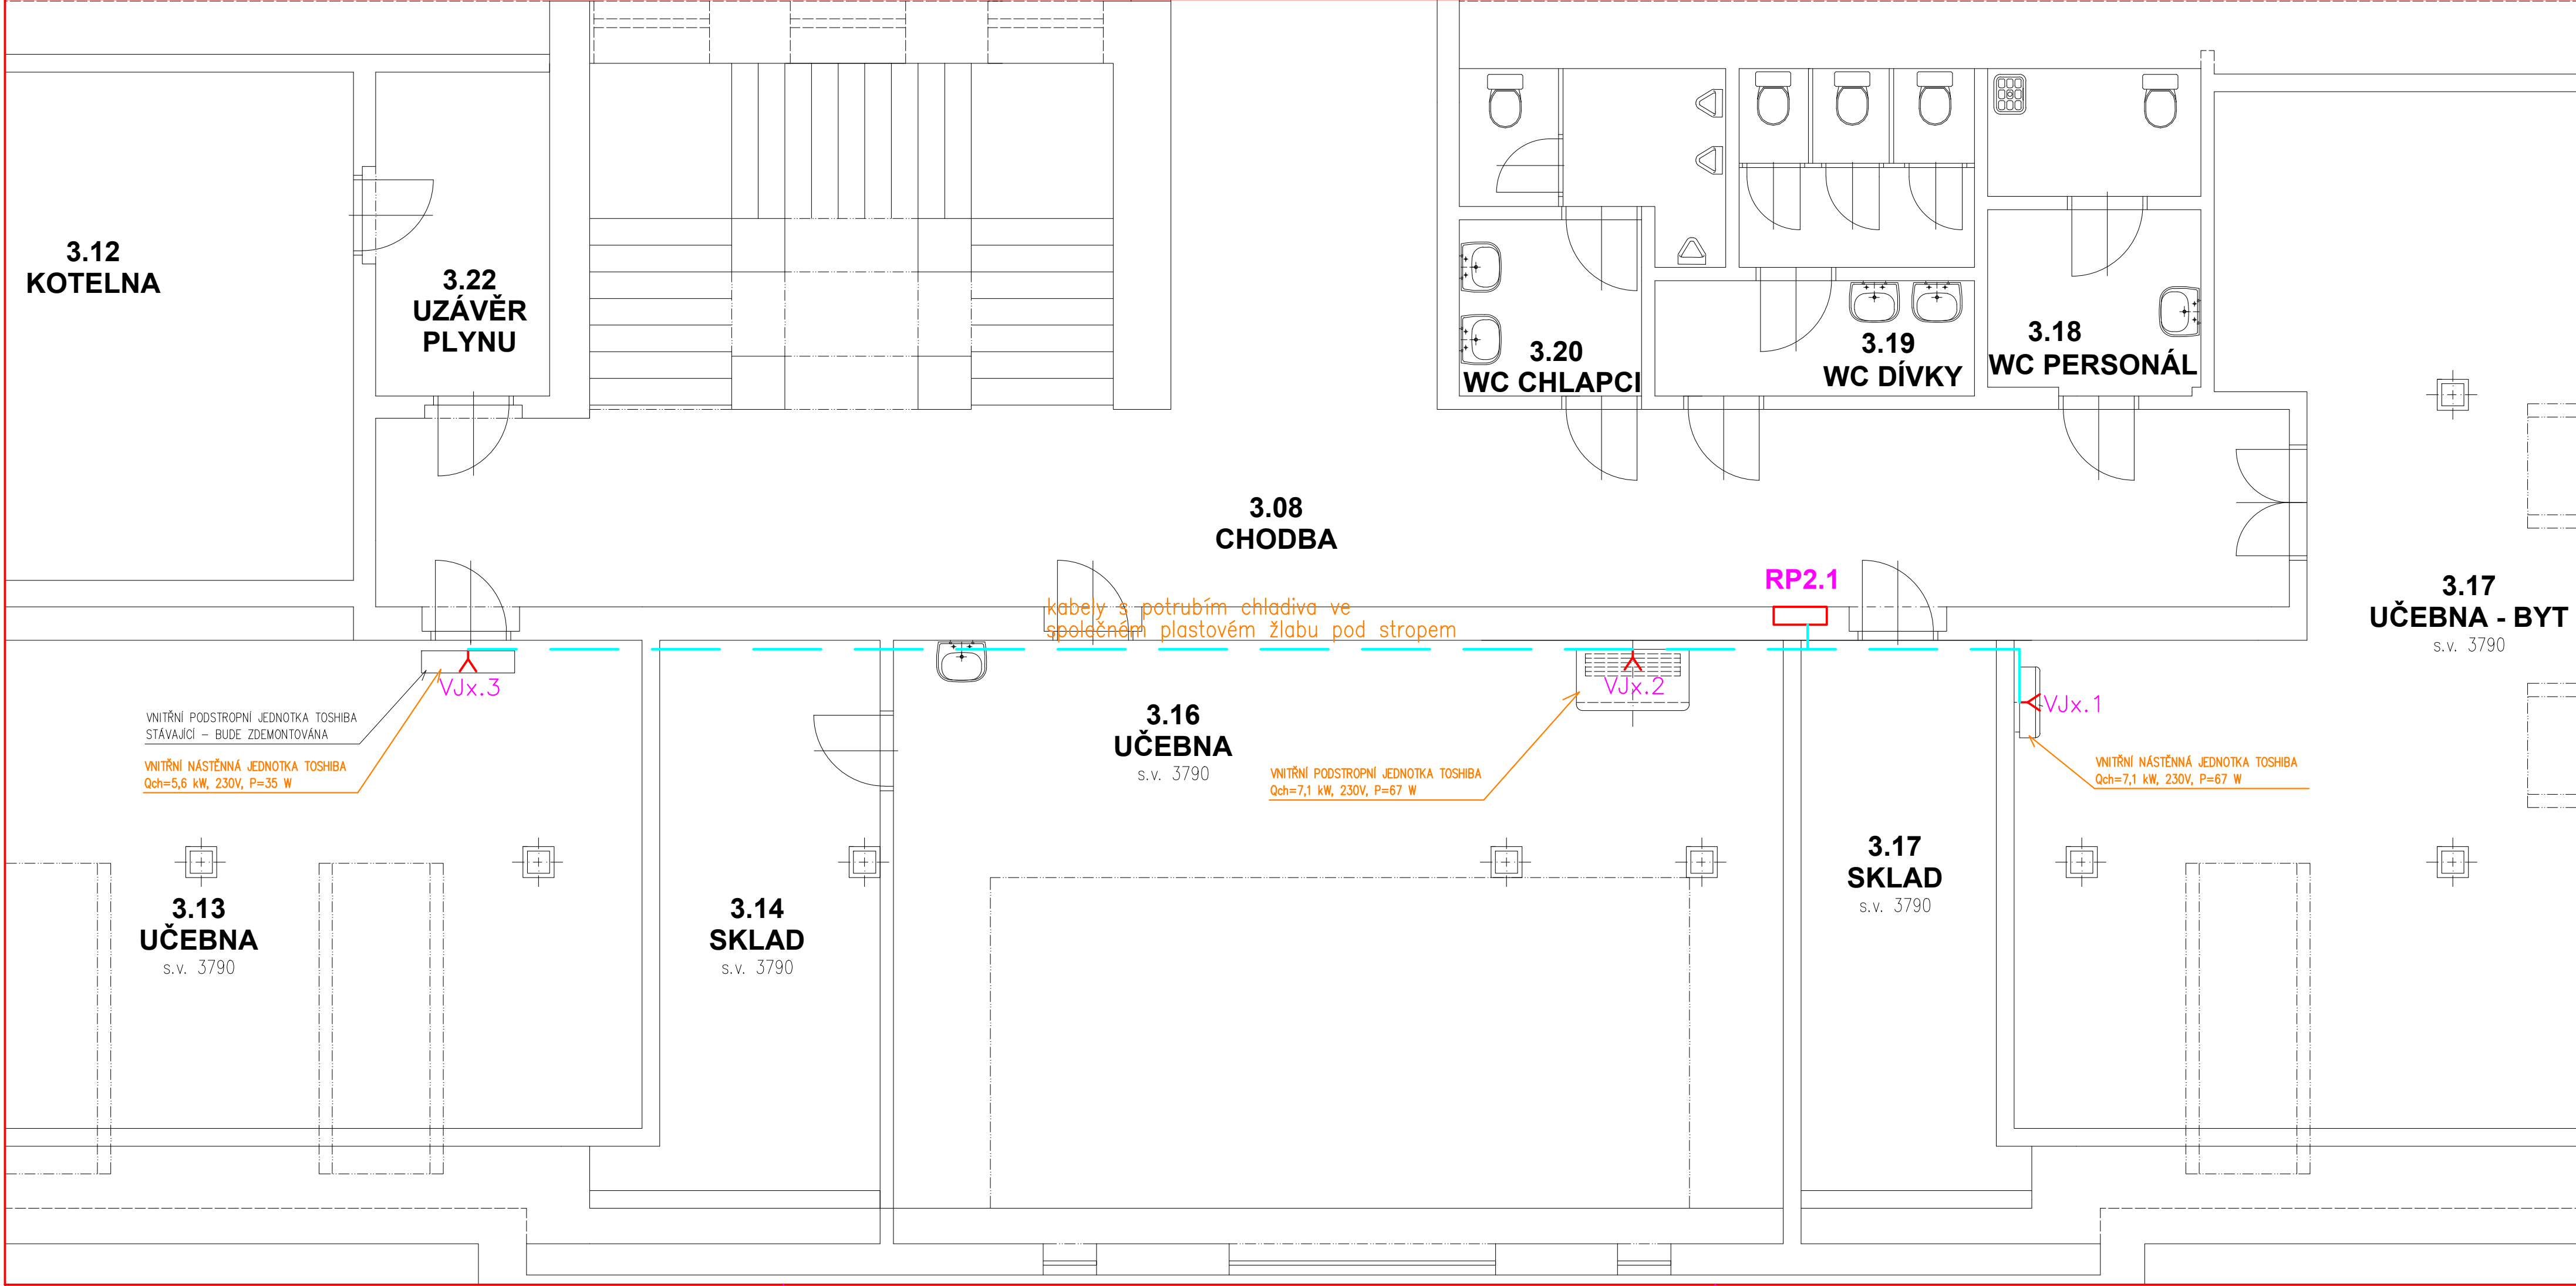 3.12
KOTELNA
3.22
UZÁVĚR
PLYNU
3.20
WC CHLAPCI
3.19
WC DÍVKY
3.18
WC PERSONÁL
3.08
CHODBA
RP2.1
3.17
UČEBNA - BYT
s.v. 3790
kabely s potrubím chladiva ve
společném plastovém žlabu pod stropem
VJx.3
VJx.2
VJx.1
VNITŘNÍ PODSTROPNÍ JEDNOTKA TOSHIBA
STÁVAJÍCÍ – BUDE ZDEMONTOVÁNA
VNITŘNÍ NÁSTĚNNÁ JEDNOTKA TOSHIBA
Qch=5,6 kW, 230V, P=35 W
3.16
UČEBNA
s.v. 3790
VNITŘNÍ PODSTROPNÍ JEDNOTKA TOSHIBA
Qch=7,1 kW, 230V, P=67 W
VNITŘNÍ NÁSTĚNNÁ JEDNOTKA TOSHIBA
Qch=7,1 kW, 230V, P=67 W
3.13
UČEBNA
s.v. 3790
3.14
SKLAD
s.v. 3790
3.17
SKLAD
s.v. 3790